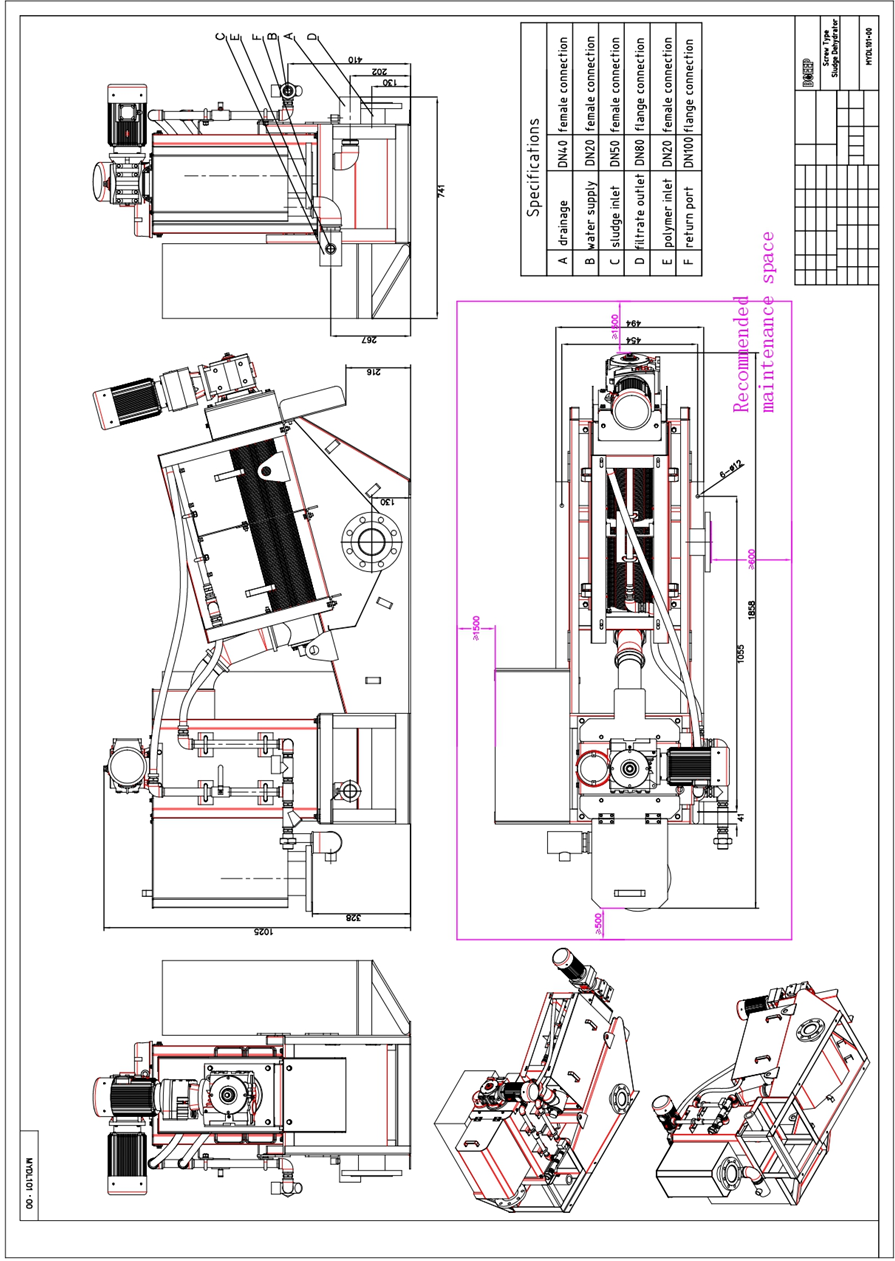 BOEEP
Screw Type
Sludge Dehydrator
MYDL101-00
Specifications
A drainage DN40 female connection
B water supply DN20 female connection
C sludge inlet DN50 female connection
D filtrate outlet DN80 flange connection
E polymer inlet DN20 female connection
F return port DN100 flange connection
C
E
F
B
A
D
410
202
130
741
267
216
130
328
1025
Recommended
maintenance space
≥1500
494
454
6-ø12
≥600
≥1500
1858
1055
41
≥500
MYDL101-00